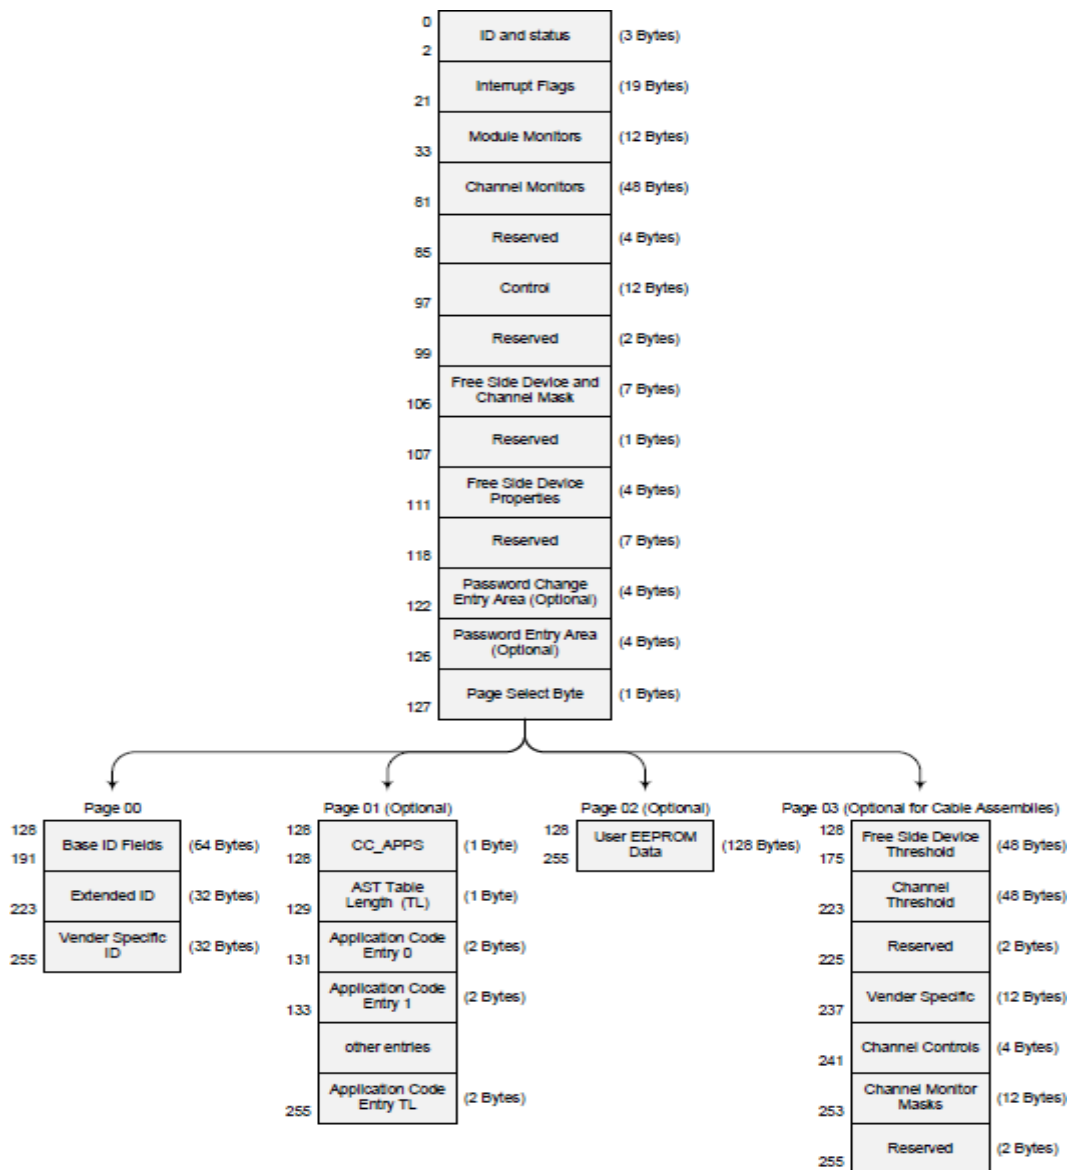 0
ID and status (3 Bytes)
2
Interrupt Flags (19 Bytes)
21
Module Monitors (12 Bytes)
33
Channel Monitors (48 Bytes)
81
Reserved (4 Bytes)
85
Control (12 Bytes)
97
Reserved (2 Bytes)
99
Free Side Device and
Channel Mask
(7 Bytes)
106
Reserved (1 Bytes)
107
Free Side Device
Properties
(4 Bytes)
111
Reserved (7 Bytes)
118
Password Change
Entry Area (Optional)
(4 Bytes)
122
Password Entry Area
(Optional)
(4 Bytes)
126
Page Select Byte (1 Bytes)
127
Page 00
128
Base ID Fields (64 Bytes)
191
Extended ID (32 Bytes)
223
Vender Specific
ID
(32 Bytes)
255
Page 01 (Optional)
128
CC_APPS (1 Byte)
128
AST Table
Length (TL)
(1 Byte)
129
Application Code
Entry 0
(2 Bytes)
131
Application Code
Entry 1
(2 Bytes)
133
other entries
Application Code
Entry TL
(2 Bytes)
255
Page 02 (Optional)
128
User EEPROM
Data
(128 Bytes)
255
Page 03 (Optional for Cable Assemblies)
128
Free Side Device
Threshold
(48 Bytes)
175
Channel
Threshold
(48 Bytes)
223
Reserved (2 Bytes)
225
Vender Specific (12 Bytes)
237
Channel Controls (4 Bytes)
241
Channel Monitor
Masks
(12 Bytes)
253
Reserved (2 Bytes)
255